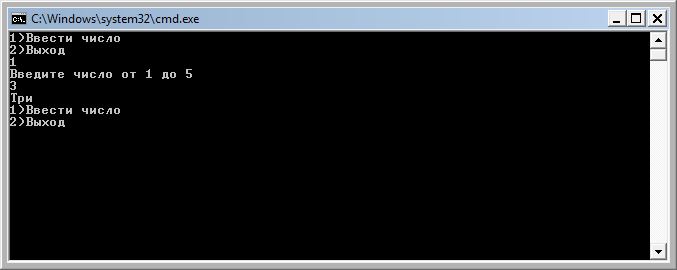 C:\Windows\system32\cmd.exe
1>Ввести число
2>Выход
1
Введите число от 1 до 5
3
Три
1>Ввести число
2>Выход